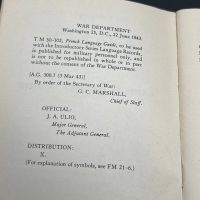 WAR DEPARTMENT
Washington 25, D.C., 22 June 1943.
T M 30-302, French Language Guide, to be used
with the Introductory Series Language Records,
is published for military personnel only, and
is not to be republished in whole or in part
without the consent of the War Department.
[A.G. 300.7 (3 Mar 43)]
By order of the Secretary of War:
G. C. MARSHALL,
Chief of Staff.
OFFICIAL:
J. A. ULIO,
Major General,
The Adjutant General.
DISTRIBUTION:
X.
(For explanation of symbols, see FM 21-6.)